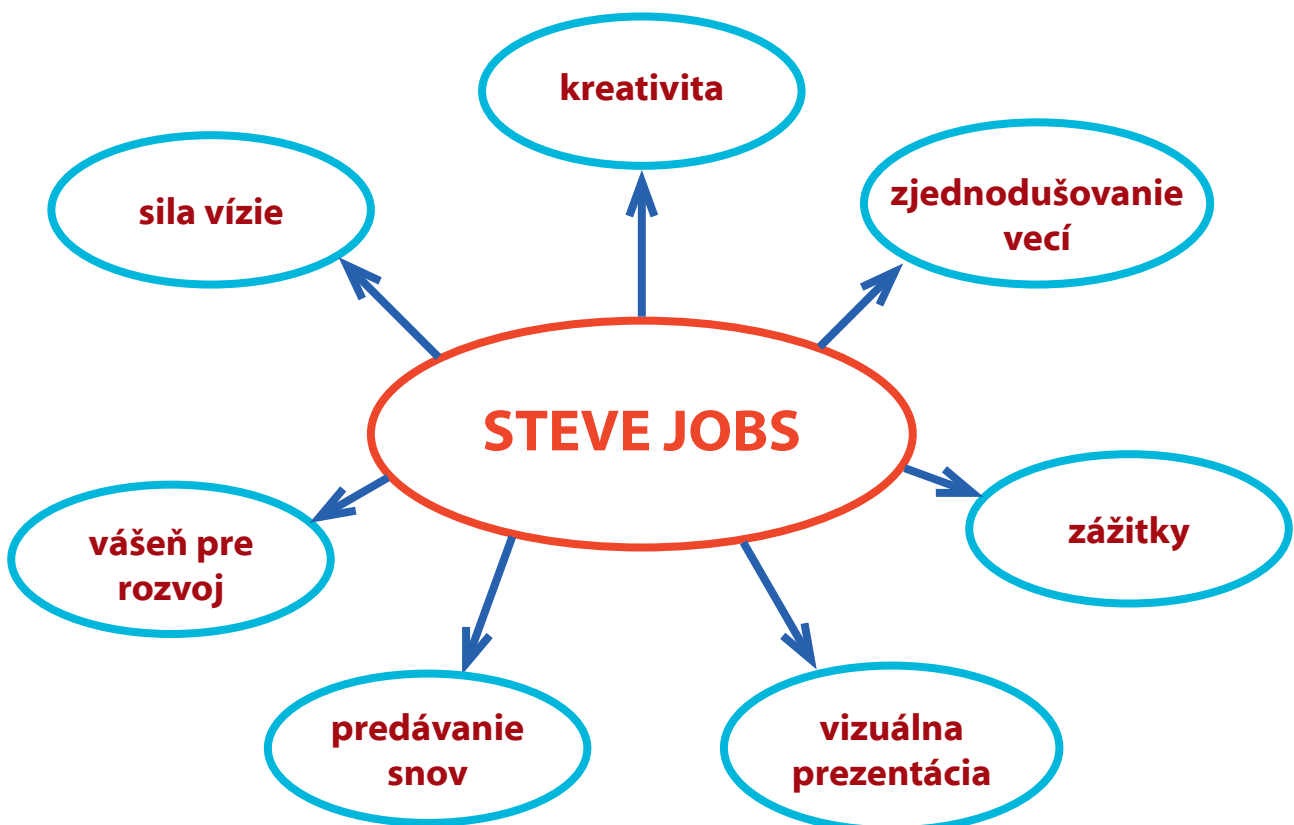 kreativita
sila vízie
zjednodušovanie
vecí
STEVE JOBS
zážitky
vášeň pre
rozvoj
predávanie
snov
vizuálna
prezentácia